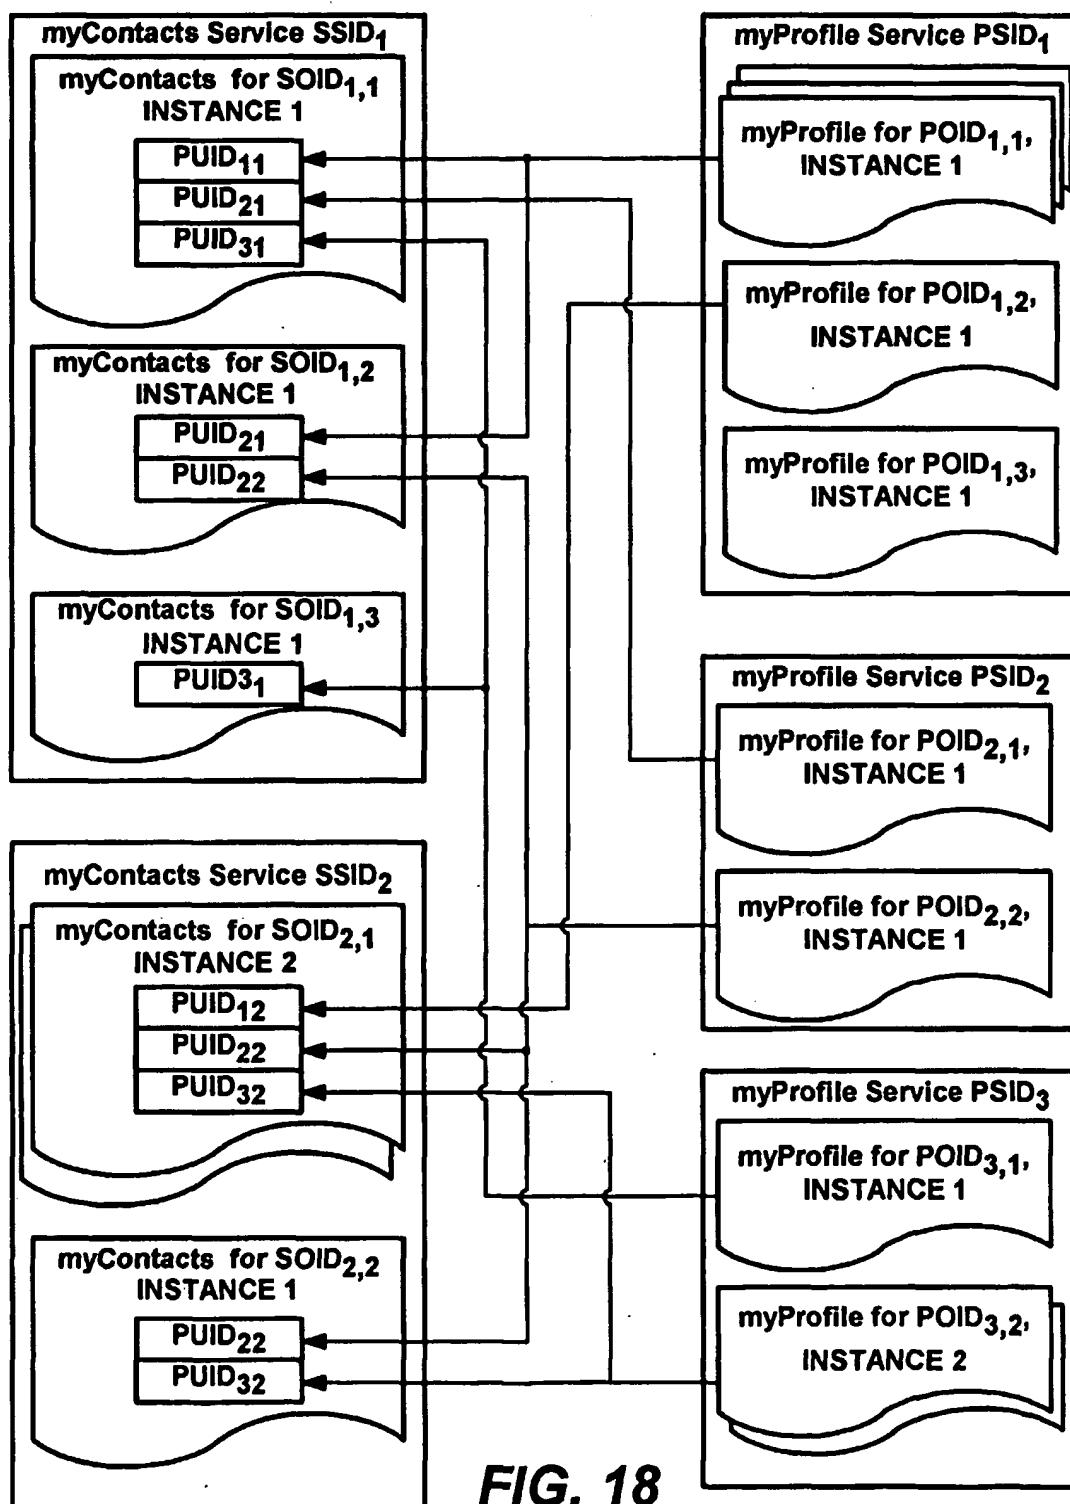 myContacts Service SSID1
myContacts for SOID1,1
INSTANCE 1
PUID11
PUID21
PUID31
myContacts for SOID1,2
INSTANCE 1
PUID21
PUID22
myContacts for SOID1,3
INSTANCE 1
PUID31
myContacts Service SSID2
myContacts for SOID2,1
INSTANCE 2
PUID12
PUID22
PUID32
myContacts for SOID2,2
INSTANCE 1
PUID22
PUID32
myProfile Service PSID1
myProfile for POID1,1,
INSTANCE 1
myProfile for POID1,2,
INSTANCE 1
myProfile for POID1,3,
INSTANCE 1
myProfile Service PSID2
myProfile for POID2,1,
INSTANCE 1
myProfile for POID2,2,
INSTANCE 1
myProfile Service PSID3
myProfile for POID3,1,
INSTANCE 1
myProfile for POID3,2,
INSTANCE 2
FIG. 18